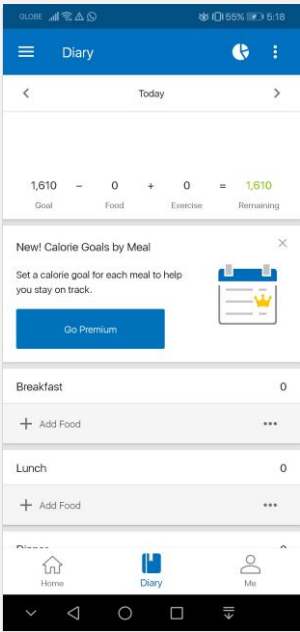 GLOBE 55% 5:18
Diary
Today
1,610 - 0 + 0 = 1,610
Goal Food Exercise Remaining
New! Calorie Goals by Meal
Set a calorie goal for each meal to help
you stay on track.
Go Premium
Breakfast 0
+ Add Food
Lunch 0
+ Add Food
Dinner 0
Home Diary Me